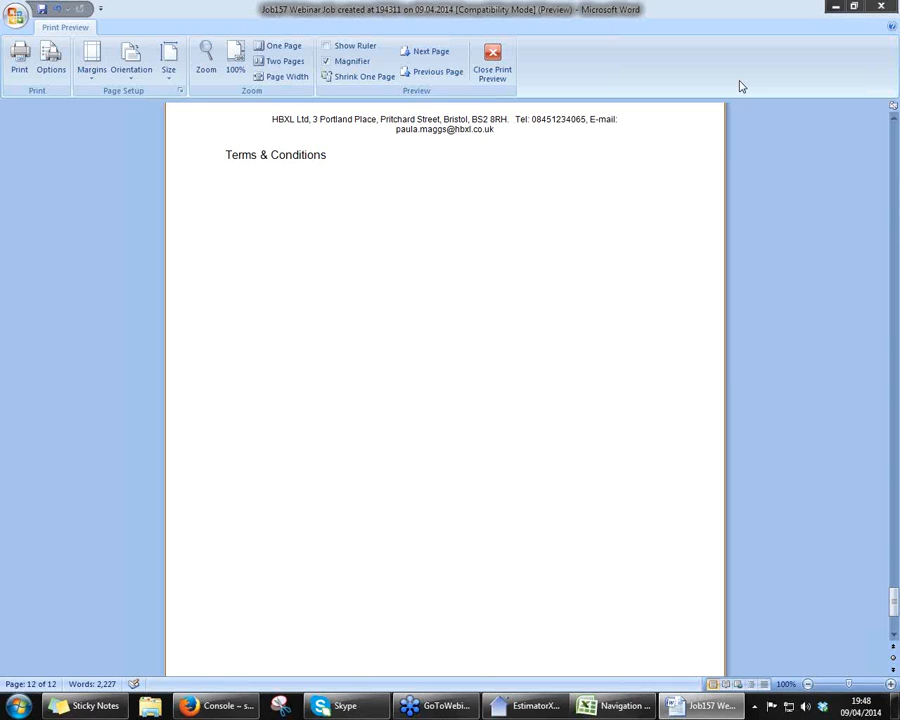 Job157 Webinar Job created at 194311 on 09.04.2014 [Compatibility Mode] (Preview) - Microsoft Word
Print Preview
Print
Options
Margins
Orientation
Size
Zoom
100%
One Page
Two Pages
Page Width
Show Ruler
Magnifier
Shrink One Page
Next Page
Previous Page
Close Print
Preview
Print
Page Setup
Zoom
Preview
HBXL Ltd, 3 Portland Place, Pritchard Street, Bristol, BS2 8RH. Tel: 08451234065, E-mail:
paula.maggs@hbxl.co.uk
Terms & Conditions
Page: 12 of 12
Words: 2,227
100%
Sticky Notes
Console ~ s...
Skype
GoToWebi...
EstimatorX...
Navigation ...
Job157 We...
19:48
09/04/2014